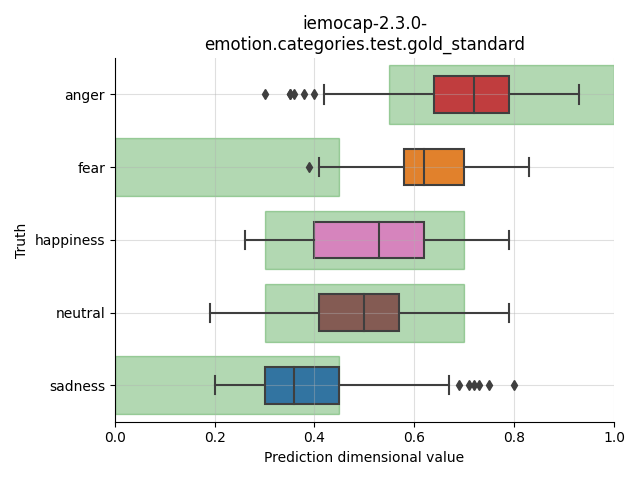 iemocap-2.3.0-
emotion.categories.test.gold_standard
Truth
anger
fear
happiness
neutral
sadness
0.0 0.2 0.4 0.6 0.8 1.0
Prediction dimensional value